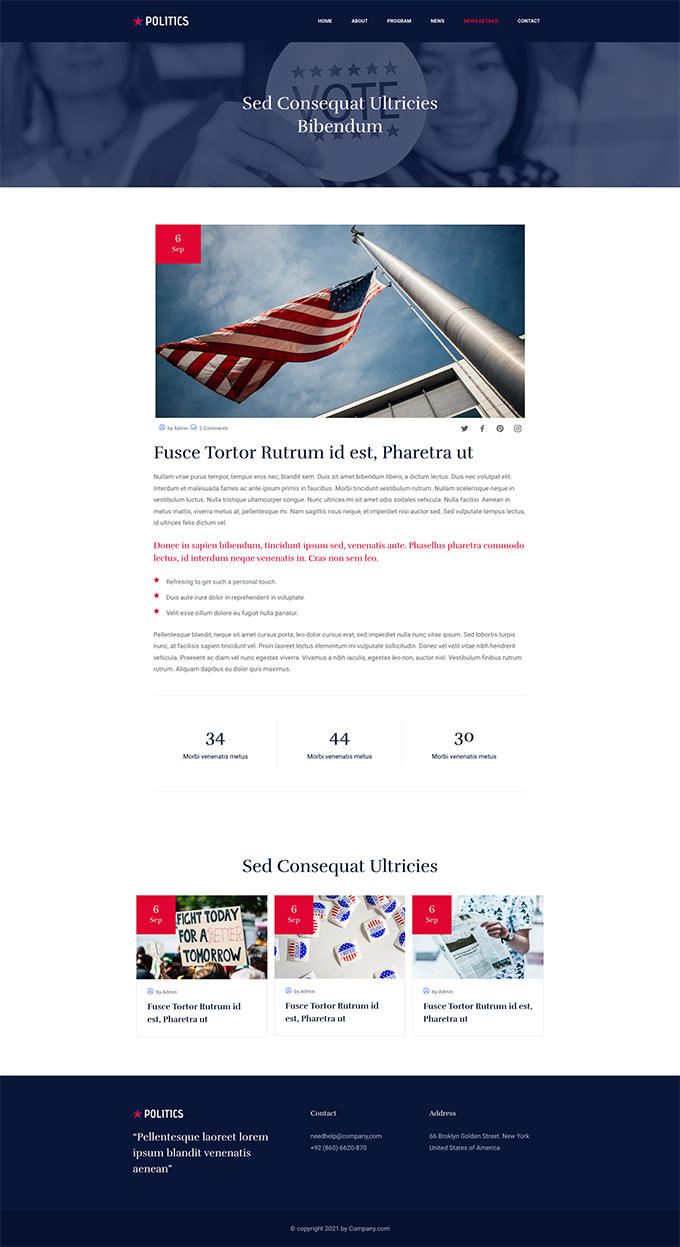 POLITICS
HOME ABOUT PROGRAM NEWS NEWS DETAILS CONTACT
VOTE
Sed Consequat Ultricies
Bibendum
6
Sep
by Admin 2 Comments
Fusce Tortor Rutrum id est, Pharetra ut
Nullam vitae purus tempor, tempus eros nec, blandit sem. Duis sit amet bibendum libero, a dictum lectus. Duis nec volutpat elit.
Interdum et malesuada fames ac ante ipsum primis in faucibus. Morbi tincidunt vestibulum rutrum. Nullam scelerisque neque in
vestibulum luctus. Nulla tristique ullamcorper congue. Nunc ultrices mi sit amet odio sodales vehicula. Nulla facilisi. Aenean in
metus mattis, viverra metus at, pellentesque mi. Nam sagittis risus neque, et imperdiet nisi auctor sed. Sed vulputate tempus lectus,
id ultrices felis dictum vel.
Donec in sapien bibendum, tincidunt ipsum sed, venenatis ante. Phasellus pharetra commodo
lectus, id interdum neque venenatis in. Cras non sem leo.
Refresing to get such a personal touch.
Duis aute irure dolor in reprehenderit in voluptate.
Velit esse cillum dolore eu fugiat nulla pariatur.
Pellentesque blandit, neque sit amet cursus porta, leo dolor cursus erat, sed imperdiet nulla nunc vitae ipsum. Sed lobortis turpis
nunc, at facilisis sapien tincidunt vel. Proin laoreet lectus elementum mi vulputate sollicitudin. Donec vel velit vitae nibh hendrerit
vehicula. Praesent ac diam vel nunc egestas viverra. Vivamus a nibh iaculis, egestas leo non, auctor nisl. Vestibulum finibus rutrum
rutrum. Aliquam dapibus eu dolor quis maximus.
34
Morbi venenatis metus
44
Morbi venenatis metus
30
Morbi venenatis metus
Sed Consequat Ultricies
6
Sep
FIGHT TODAY
FOR A BETTER
TOMORROW
by Admin
Fusce Tortor Rutrum id
est, Pharetra ut
6
Sep
by Admin
Fusce Tortor Rutrum id
est, Pharetra ut
6
Sep
by Admin
Fusce Tortor Rutrum id est,
Pharetra ut
POLITICS
“Pellentesque laoreet lorem
ipsum blandit venenatis
aenean”
Contact
needhelp@company,com
+92 (860)-6620-870
Address
66 Broklyn Golden Street. New York
United States of America
© copyright 2021 by Company.com